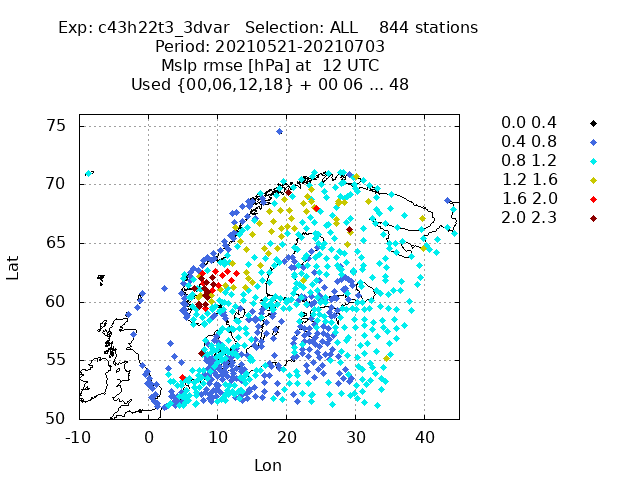 Exp: c43h22t3_3dvar   Selection: ALL    844 stations
Period: 20210521-20210703
Mslp rmse [hPa] at  12 UTC
Used {00,06,12,18} + 00 06 ... 48
0.0 0.4
0.4 0.8
0.8 1.2
1.2 1.6
1.6 2.0
2.0 2.3
75
70
65
60
55
50
Lat
-10 0 10 20 30 40
Lon